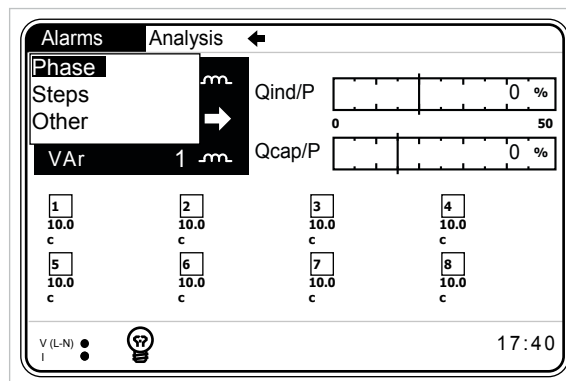 Alarms Analysis
Phase
Steps
Other
VAr 1
Qind/P 0 %
0 50
Qcap/P 0 %
1 2 3 4
10.0 10.0 10.0 10.0
c c c c
5 6 7 8
10.0 10.0 10.0 10.0
c c c c
V (L-N)
I
17:40